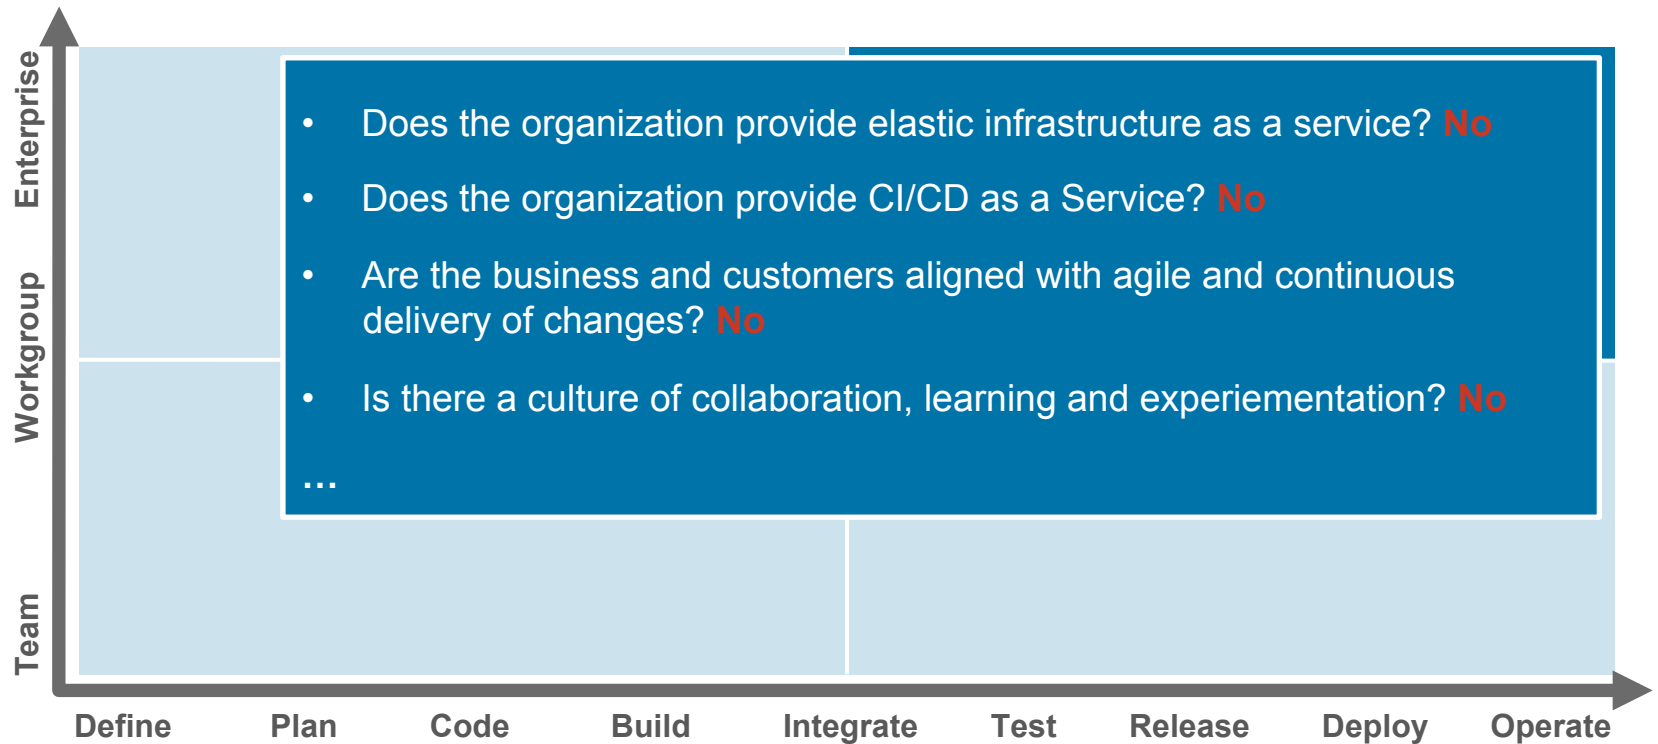 Enterprise
Workgroup
Team
• Does the organization provide elastic infrastructure as a service? No
• Does the organization provide CI/CD as a Service? No
• Are the business and customers aligned with agile and continuous
delivery of changes? No
• Is there a culture of collaboration, learning and experiementation? No
…
Define Plan Code Build Integrate Test Release Deploy Operate